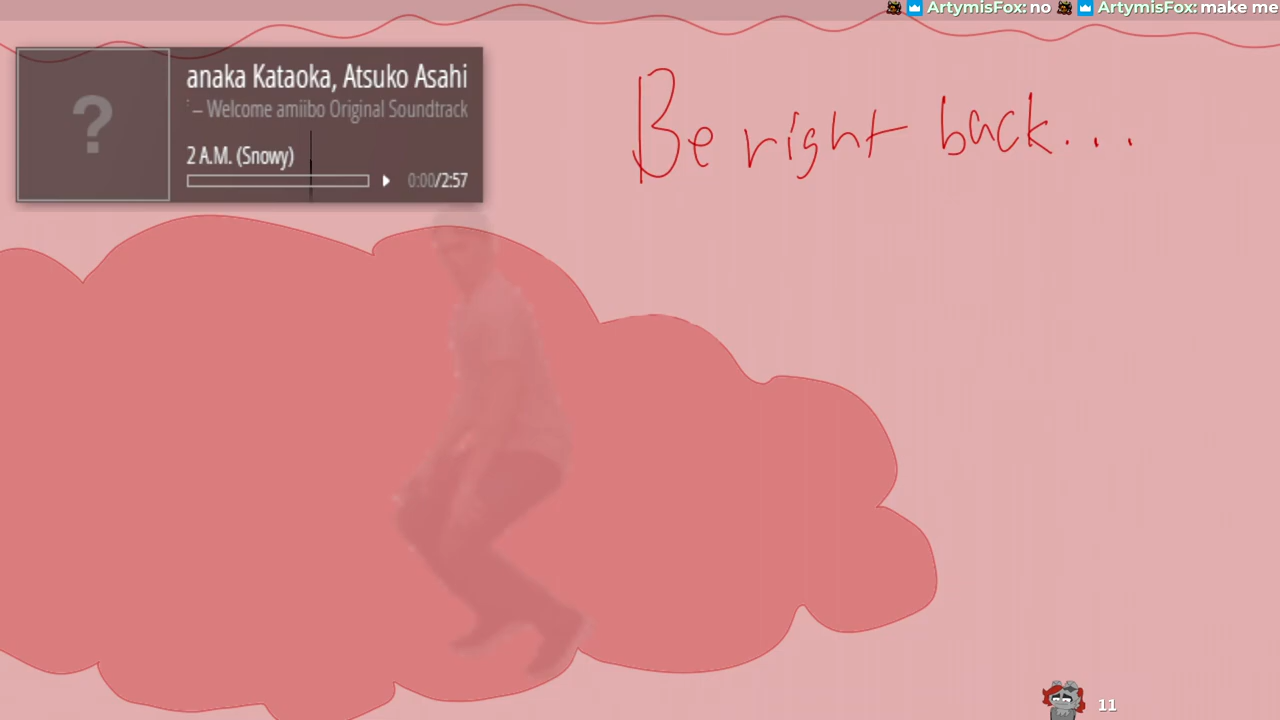 ArtymisFox: no ArtymisFox: make me
anaka Kataoka, Atsuko Asahi
– Welcome amiibo Original Soundtrack
2 A.M. (Snowy)
0:00/2:57
?
Be right back...
11